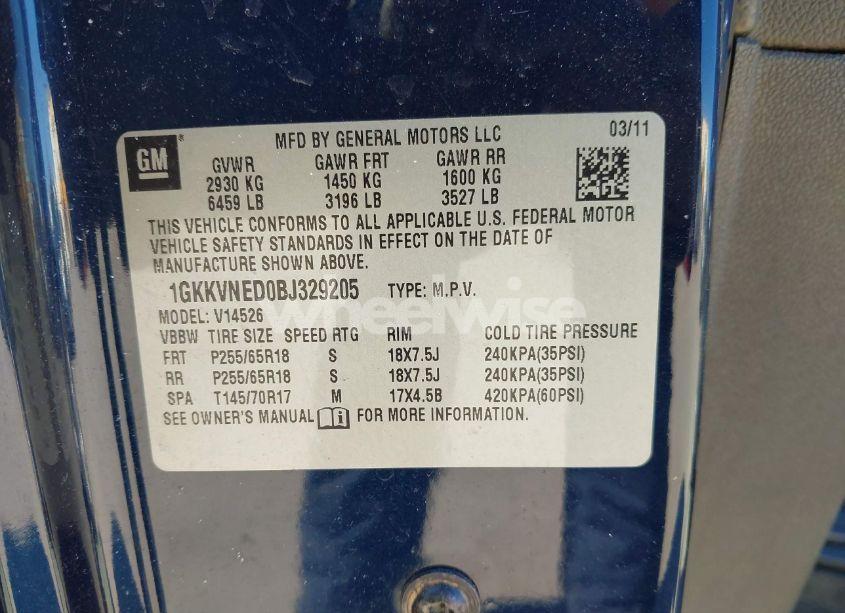 MFD BY GENERAL MOTORS LLC 03/11
GM
GVWR GAWR FRT GAWR RR
2930 KG 1450 KG 1600 KG
6459 LB 3196 LB 3527 LB
THIS VEHICLE CONFORMS TO ALL APPLICABLE U.S. FEDERAL MOTOR
VEHICLE SAFETY STANDARDS IN EFFECT ON THE DATE OF
MANUFACTURE SHOWN ABOVE.
1GKKVNED0BJ329205 TYPE: M.P.V.
wheelwise
MODEL: V14526
VBBW TIRE SIZE SPEED RTG RIM COLD TIRE PRESSURE
FRT P255/65R18 S 18X7.5J 240KPA(35PSI)
RR P255/65R18 S 18X7.5J 240KPA(35PSI)
SPA T145/70R17 M 17X4.5B 420KPA(60PSI)
SEE OWNER'S MANUAL FOR MORE INFORMATION.